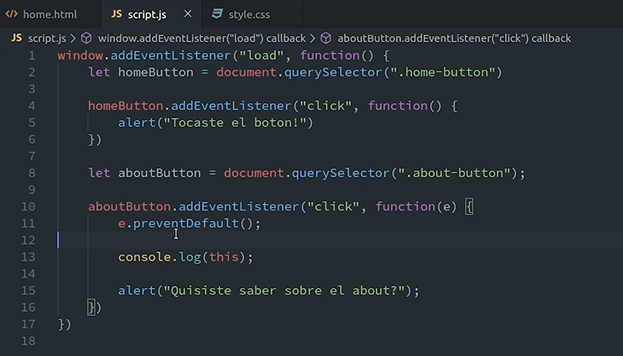 home.html JS script.js × style.css
JS script.js > window.addEventListener("load") callback > aboutButton.addEventListener("click") callback
1 window.addEventListener("load", function() {
2 let homeButton = document.querySelector(".home-button")
3
4 homeButton.addEventListener("click", function() {
5 alert("Tocaste el boton!")
6 })
7
8 let aboutButton = document.querySelector(".about-button");
9
10 aboutButton.addEventListener("click", function(e) {
11 e.preventDefault();
12
13 console.log(this);
14
15 alert("Quisiste saber sobre el about?");
16 })
17 })
18